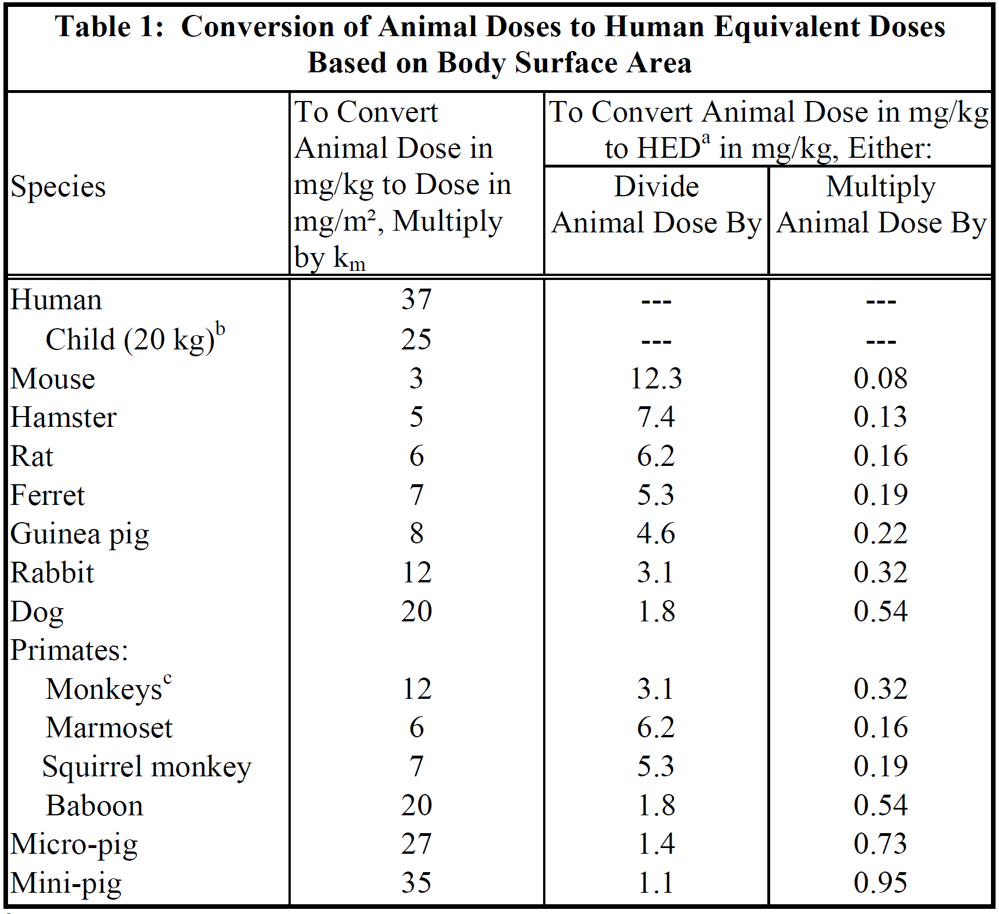 Table 1:  Conversion of Animal Doses to Human Equivalent Doses
Based on Body Surface Area
Species
To Convert
Animal Dose in
mg/kg to Dose in
mg/m², Multiply
by km
To Convert Animal Dose in mg/kg
to HEDa in mg/kg, Either:
Divide
Animal Dose By
Multiply
Animal Dose By
Human 37 --- ---
Child (20 kg)b 25 --- ---
Mouse 3 12.3 0.08
Hamster 5 7.4 0.13
Rat 6 6.2 0.16
Ferret 7 5.3 0.19
Guinea pig 8 4.6 0.22
Rabbit 12 3.1 0.32
Dog 20 1.8 0.54
Primates:
Monkeysc 12 3.1 0.32
Marmoset 6 6.2 0.16
Squirrel monkey 7 5.3 0.19
Baboon 20 1.8 0.54
Micro-pig 27 1.4 0.73
Mini-pig 35 1.1 0.95